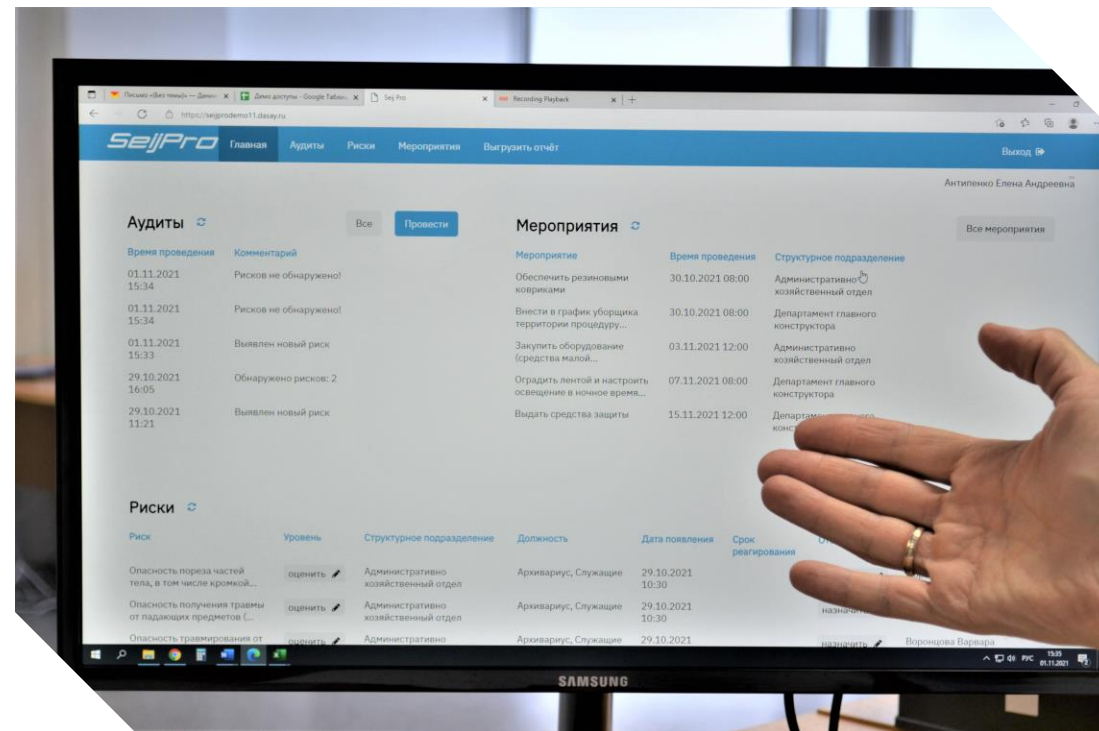 Письмо «(Без темы)» — Данис
Демо доступы - Google Таблиц
Seij Pro
Recording Playback
https://seijprodemo11.dasay.ru
SeijPro
Главная
Аудиты
Риски
Мероприятия
Выгрузить отчёт
Выход
Антипенко Елена Андреевна
Аудиты
Все
Провести
Время проведения
Комментарий
01.11.2021
15:34
Рисков не обнаружено!
01.11.2021
15:34
Рисков не обнаружено!
01.11.2021
15:33
Выявлен новый риск
29.10.2021
16:05
Обнаружено рисков: 2
29.10.2021
11:21
Выявлен новый риск
Мероприятия
Все мероприятия
Мероприятие
Время проведения
Структурное подразделение
Обеспечить резиновыми
ковриками
30.10.2021 08:00
Административно
хозяйственный отдел
Внести в график уборщика
территории процедуру...
30.10.2021 08:00
Департамент главного
конструктора
Закупить оборудование
(средства малой...
03.11.2021 12:00
Административно
хозяйственный отдел
Оградить лентой и настроить
освещение в ночное время...
07.11.2021 08:00
Департамент главного
конструктора
Выдать средства защиты
15.11.2021 12:00
Риски
Риск
Уровень
Структурное подразделение
Должность
Дата появления
Срок
реагирования
Опасность пореза частей
тела, в том числе кромкой...
оценить
Административно
хозяйственный отдел
Архивариус, Служащие
29.10.2021
10:30
Опасность получения травмы
от падающих предметов (...
оценить
Административно
хозяйственный отдел
Архивариус, Служащие
29.10.2021
10:30
назначить
Опасность травмирования от
оценить
Административно
Архивариус, Служащие
29.10.2021
назначить
Воронцова Варвара
РУС
15:35
01.11.2021
2
SAMSUNG